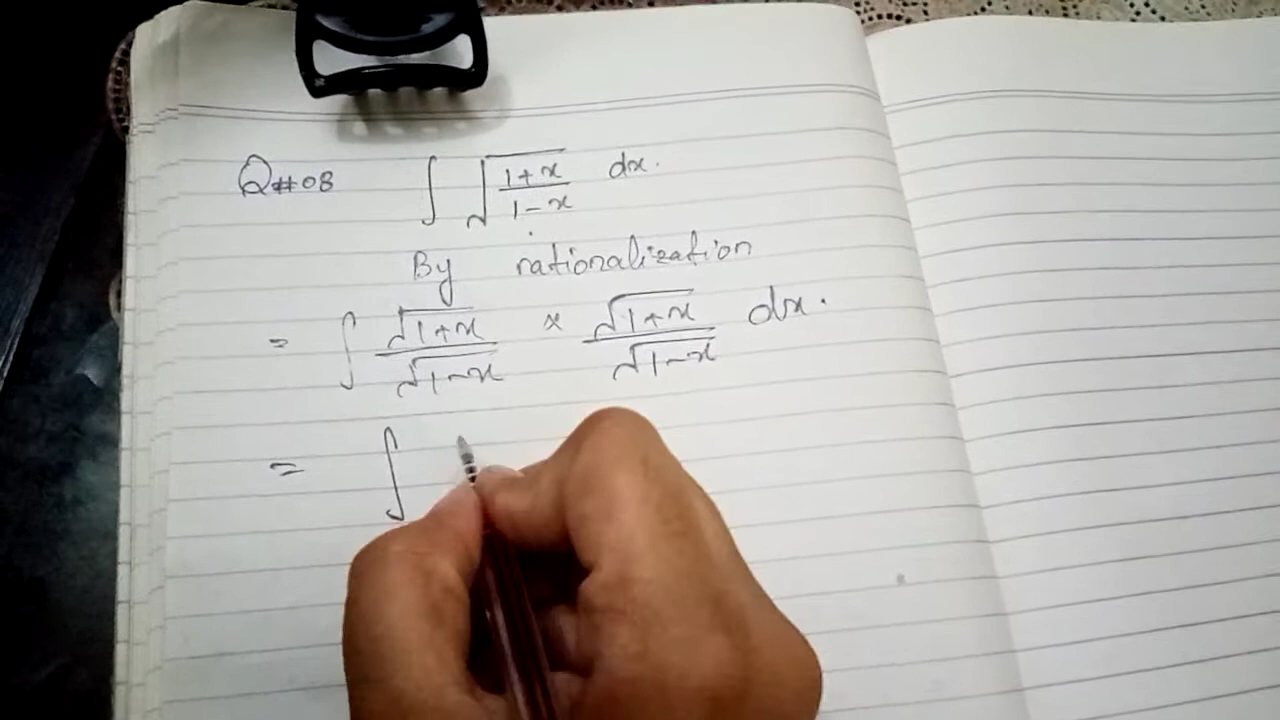 Q#08 ∫ √(1+x / 1-x) dx.
By rationalization
= ∫ √1+x / √1-x × √1+x / √1-x dx.
= ∫